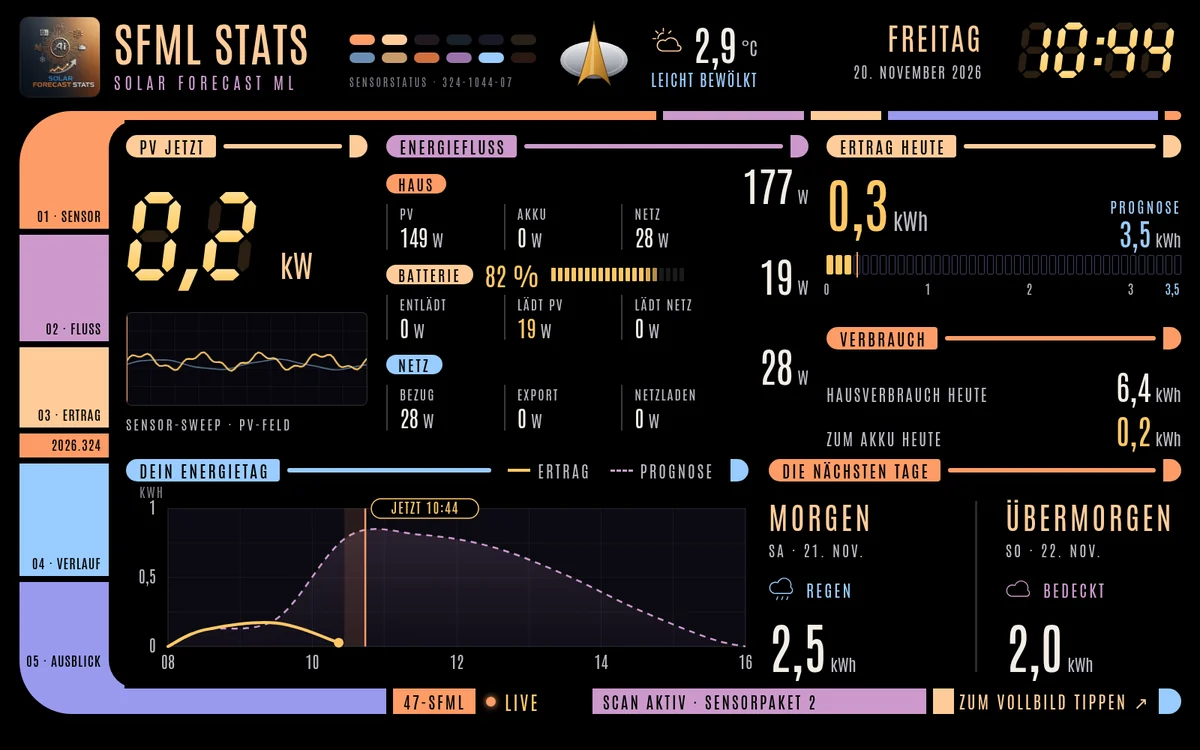 Ai
SOLAR
FORECAST STATS
SFML STATS
SOLAR FORECAST ML
SENSORSTATUS · 324-1044-07
2,9 °C
LEICHT BEWÖLKT
FREITAG
20. NOVEMBER 2026
10:44
01 · SENSOR
02 · FLUSS
03 · ERTRAG
2026.324
04 · VERLAUF
05 · AUSBLICK
PV JETZT
0,2 kW
SENSOR-SWEEP · PV-FELD
ENERGIEFLUSS
HAUS
177 W
PV
149 W
AKKU
0 W
NETZ
28 W
BATTERIE 82 %
19 W
ENTLÄDT
0 W
LÄDT PV
19 W
LÄDT NETZ
0 W
NETZ
28 W
BEZUG
28 W
EXPORT
0 W
NETZLADEN
0 W
ERTRAG HEUTE
0,3 kWh
PROGNOSE
3,5 kWh
0 1 2 3 3,5
VERBRAUCH
HAUSVERBRAUCH HEUTE 6,4 kWh
ZUM AKKU HEUTE 0,2 kWh
DEIN ENERGIETAG
ERTRAG PROGNOSE
KWH
JETZT 10:44
1
0,5
0
08 10 12 14 16
DIE NÄCHSTEN TAGE
MORGEN
SA · 21. NOV.
REGEN
2,5 kWh
ÜBERMORGEN
SO · 22. NOV.
BEDECKT
2,0 kWh
47-SFML
LIVE
SCAN AKTIV · SENSORPAKET 2
ZUM VOLLBILD TIPPEN ↗